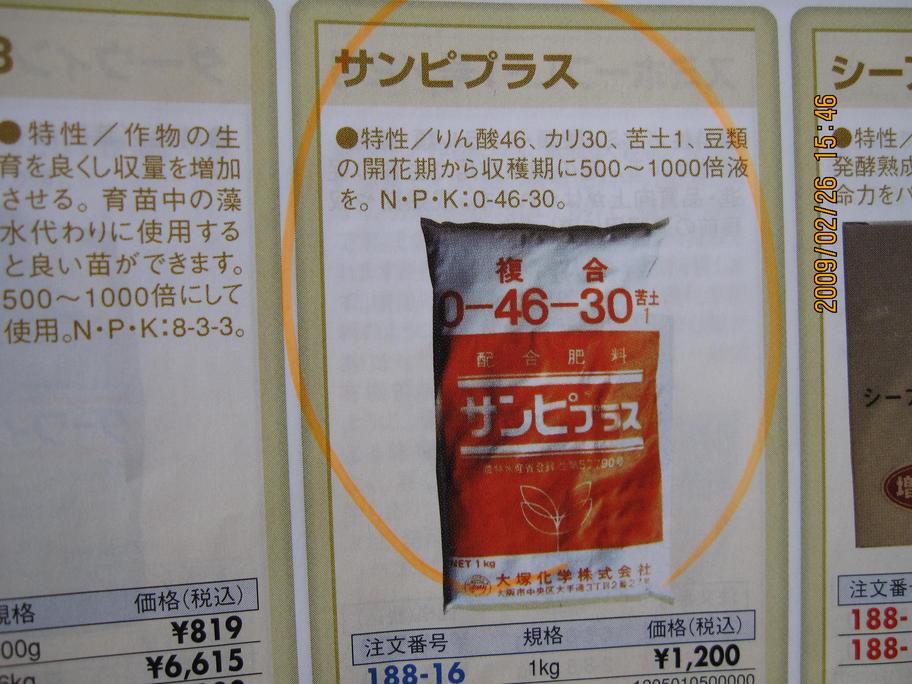 8
●特性／作物の生
育を良くし収量を増加
させる。育苗中の藻
水代わりに使用する
と良い苗ができます。
500〜1000倍にして
使用。N・P・K:8-3-3。
規格 価格(税込)
00g ¥819
6kg ¥6,615
サンピプラス
●特性／りん酸46、カリ30、苦土1、豆類
の開花期から収穫期に500〜1000倍液
を。N・P・K:0-46-30。
複合
0-46-30 苦土1
配合肥料
サンピプラス
NET 1kg
大塚化学株式会社
注文番号 規格 価格(税込)
188-16 1kg ¥1,200
シーフ
●特性／
発酵熟成
命力をバ
シーフ
増
注文番
188-
188-
2009/02/26 15:46